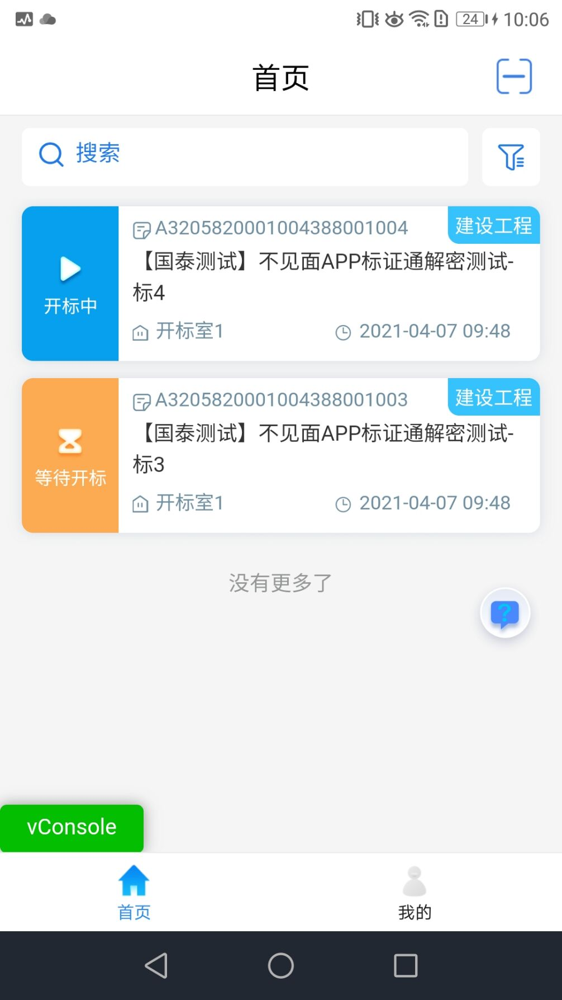 24 10:06
首页
搜索
A3205820001004388001004 建设工程
【国泰测试】不见面APP标证通解密测试-
标4
开标中
开标室1 2021-04-07 09:48
A3205820001004388001003 建设工程
【国泰测试】不见面APP标证通解密测试-
标3
等待开标
开标室1 2021-04-07 09:48
没有更多了
vConsole
首页 我的